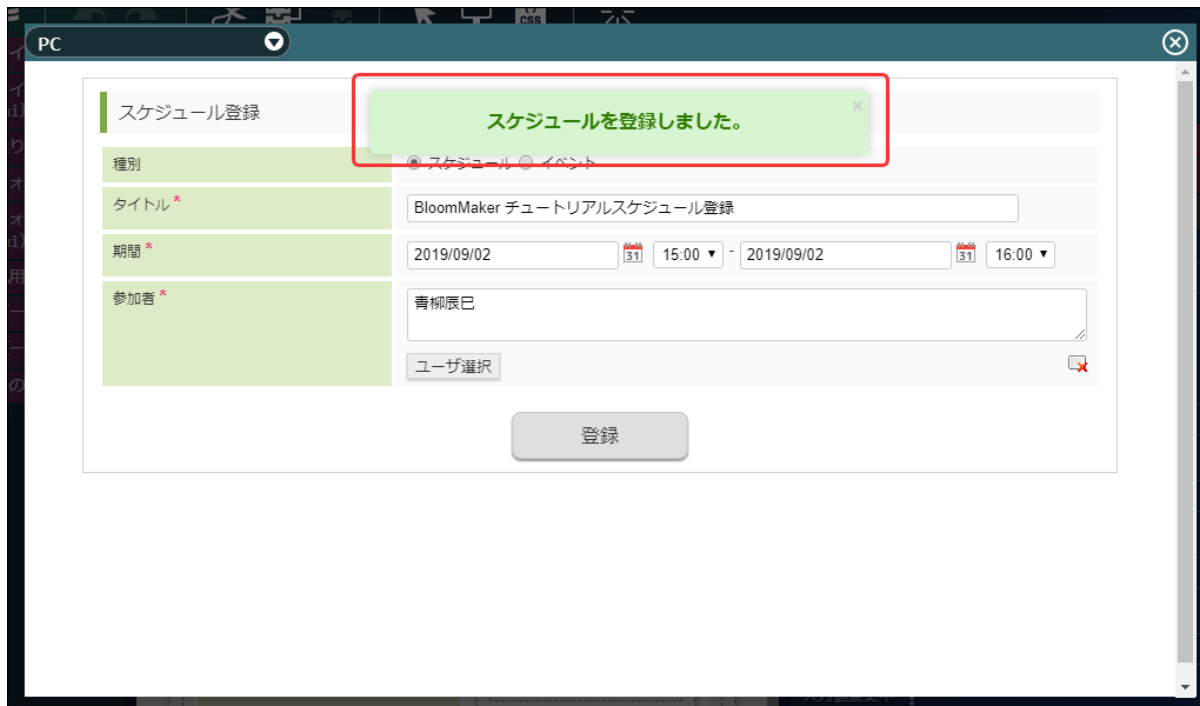 CSS
PC
スケジュール登録
スケジュールを登録しました。
×
種別
スケジュール イベント
タイトル *
BloomMaker チュートリアルスケジュール登録
期間 *
2019/09/02 31 15:00 - 2019/09/02 31 16:00
参加者 *
青柳辰巳
ユーザ選択
登録